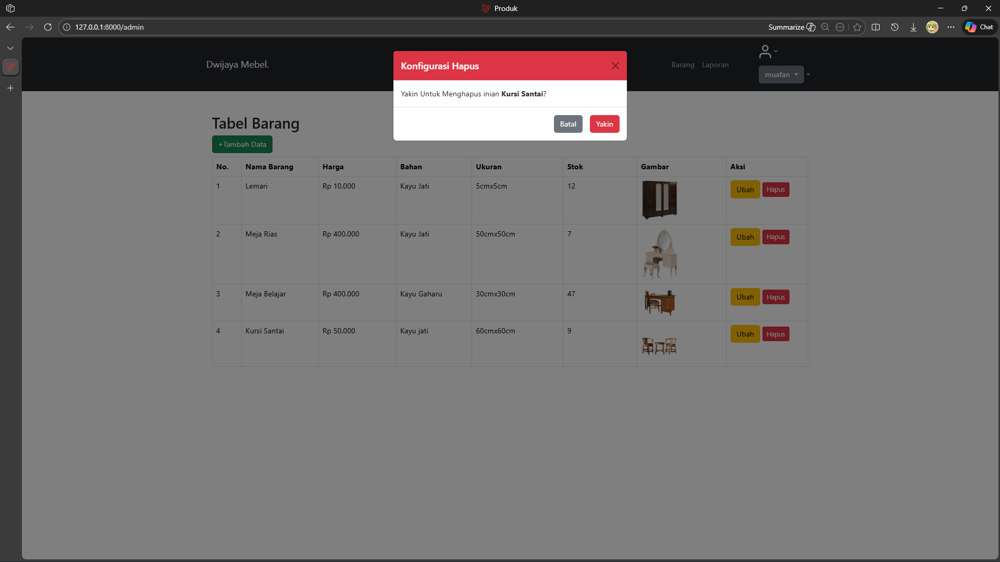 Produk
127.0.0.1:8000/admin
Summarize
Chat
Dwijaya Mebel.
Barang Laporan
muafan
Konfigurasi Hapus
Yakin Untuk Menghapus inian Kursi Santai?
Batal Yakin
Tabel Barang
+Tambah Data
No. Nama Barang Harga Bahan Ukuran Stok Gambar Aksi
1 Lemari Rp 10.000 Kayu Jati 5cmx5cm 12 Ubah Hapus
2 Meja Rias Rp 400.000 Kayu Jati 50cmx50cm 7 Ubah Hapus
3 Meja Belajar Rp 400.000 Kayu Gaharu 30cmx30cm 47 Ubah Hapus
4 Kursi Santai Rp 50.000 Kayu jati 60cmx60cm 9 Ubah Hapus